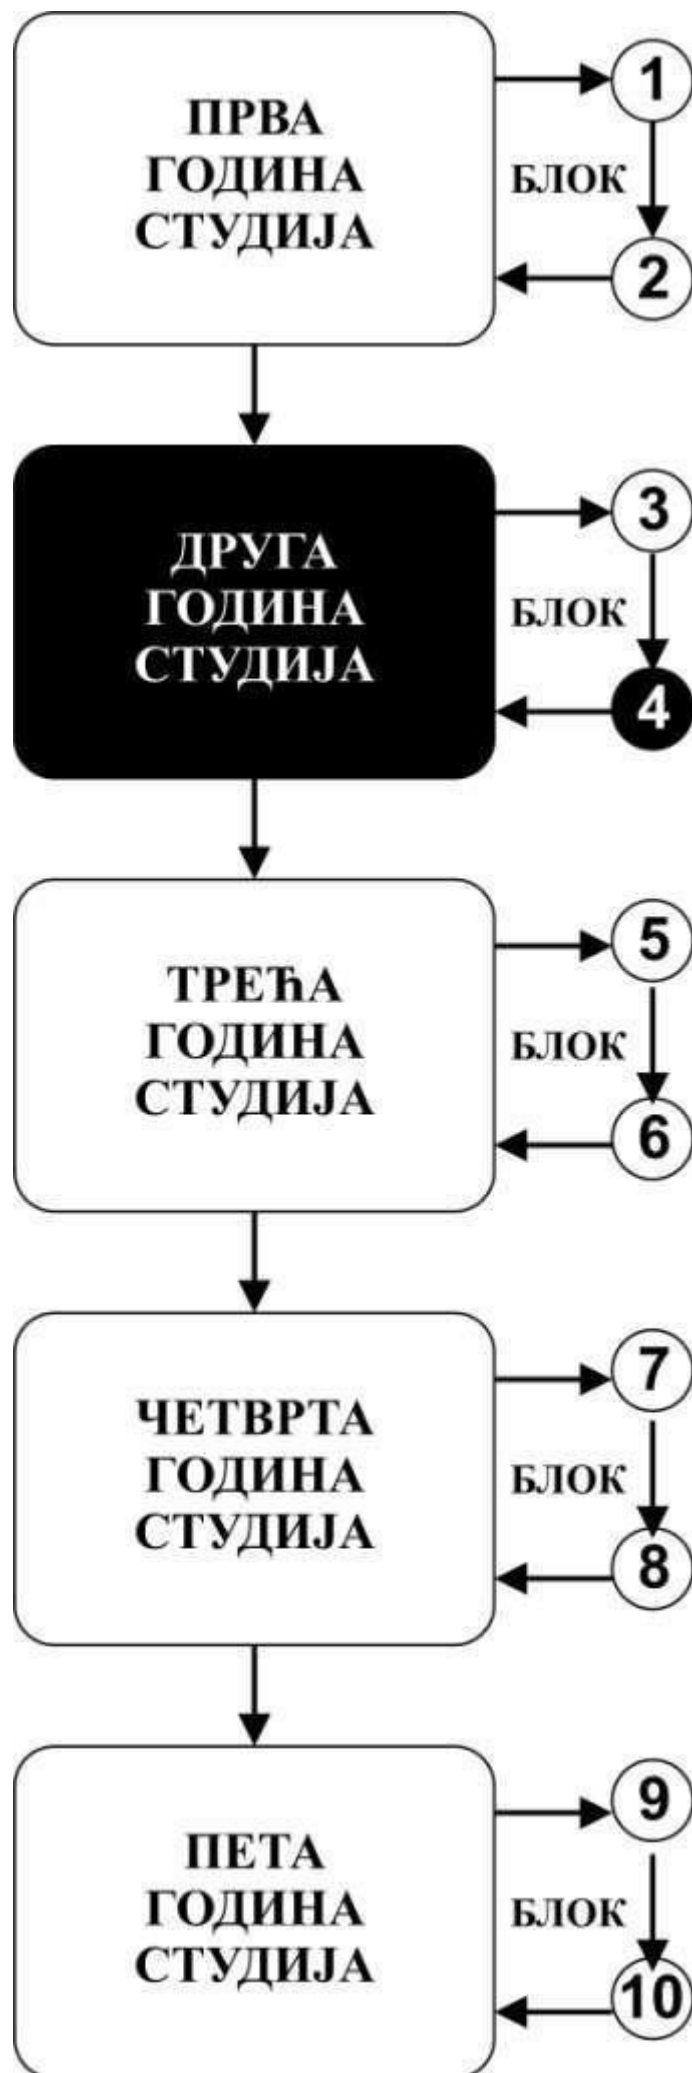 ПРВА
ГОДИНА
СТУДИЈА
1
БЛОК
2
ДРУГА
ГОДИНА
СТУДИЈА
3
БЛОК
4
ТРЕЋА
ГОДИНА
СТУДИЈА
5
БЛОК
6
ЧЕТВРТА
ГОДИНА
СТУДИЈА
7
БЛОК
8
ПЕТА
ГОДИНА
СТУДИЈА
9
БЛОК
10